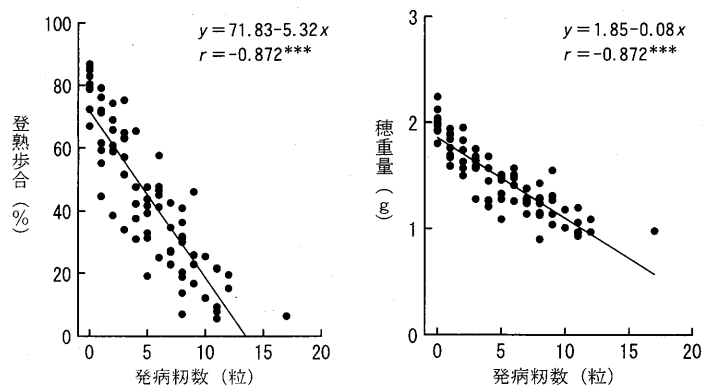 y=71.83-5.32x
r=-0.872***
100
80
60
40
20
0
登熟歩合(%)
0 5 10 15 20
発病籾数(粒)
y=1.85-0.08x
r=-0.872***
3
2
1
0
穂重量(g)
0 5 10 15 20
発病籾数(粒)